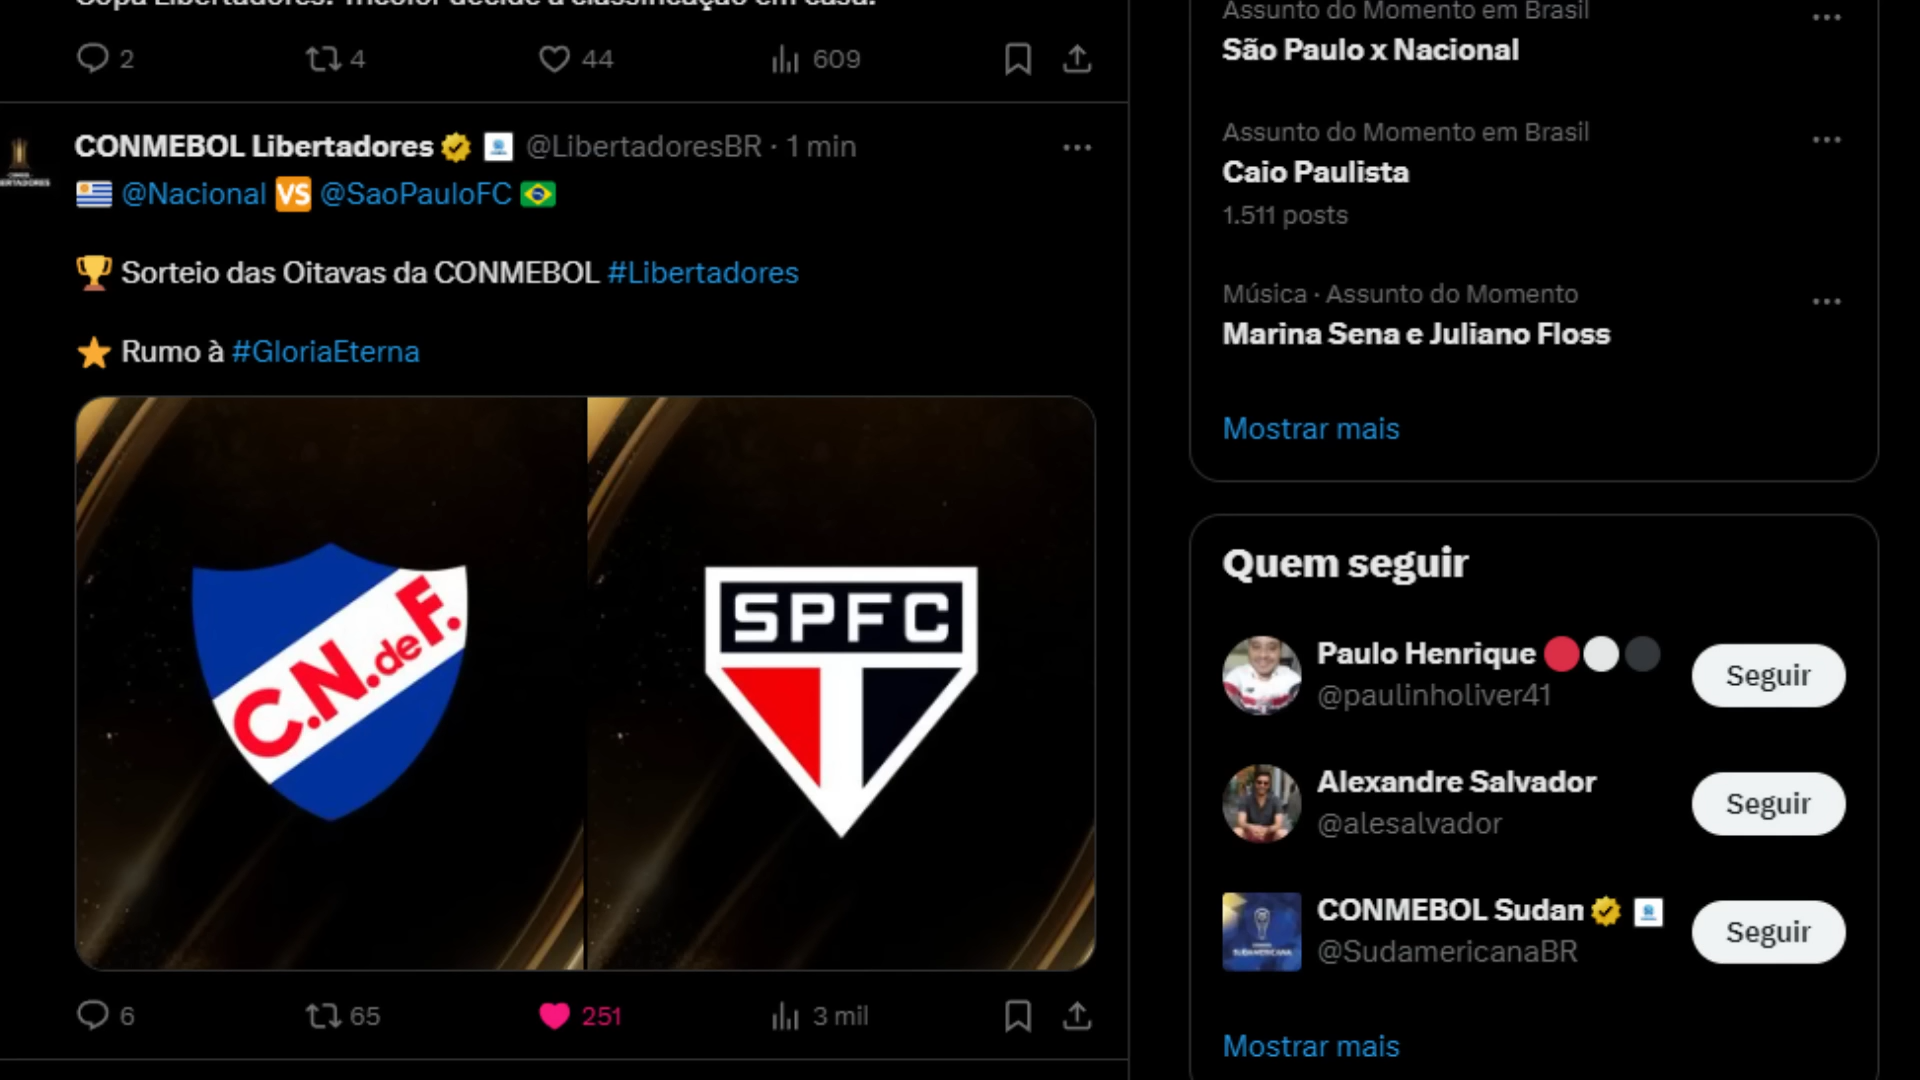 Copa Libertadores. Tricolor decide a classificação em casa.
2 4 44 609
CONMEBOL Libertadores @LibertadoresBR · 1 min
@Nacional VS @SaoPauloFC
Sorteio das Oitavas da CONMEBOL #Libertadores
Rumo à #GloriaEterna
C.N.de F.
SPFC
6 65 251 3 mil
Assunto do Momento em Brasil
São Paulo x Nacional
Assunto do Momento em Brasil
Caio Paulista
1.511 posts
Música · Assunto do Momento
Marina Sena e Juliano Floss
Mostrar mais
Quem seguir
Paulo Henrique
@paulinholiver41
Seguir
Alexandre Salvador
@alesalvador
Seguir
CONMEBOL Sudan
@SudamericanaBR
Seguir
Mostrar mais